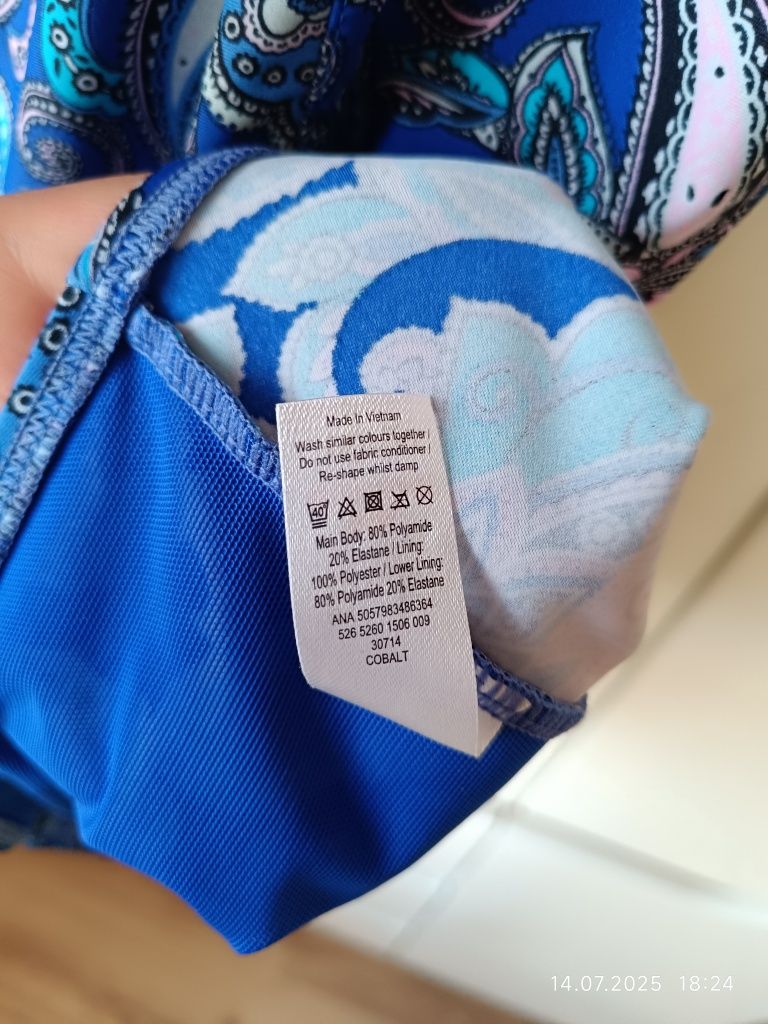 Made In Vietnam
Wash similar colours together /
Do not use fabric conditioner /
Re-shape whilst damp
40
Main Body: 80% Polyamide
20% Elastane / Lining:
100% Polyester / Lower Lining:
80% Polyamide 20% Elastane
ANA 5057983486364
526 5260 1506 009
30714
COBALT
14.07.2025 18:24